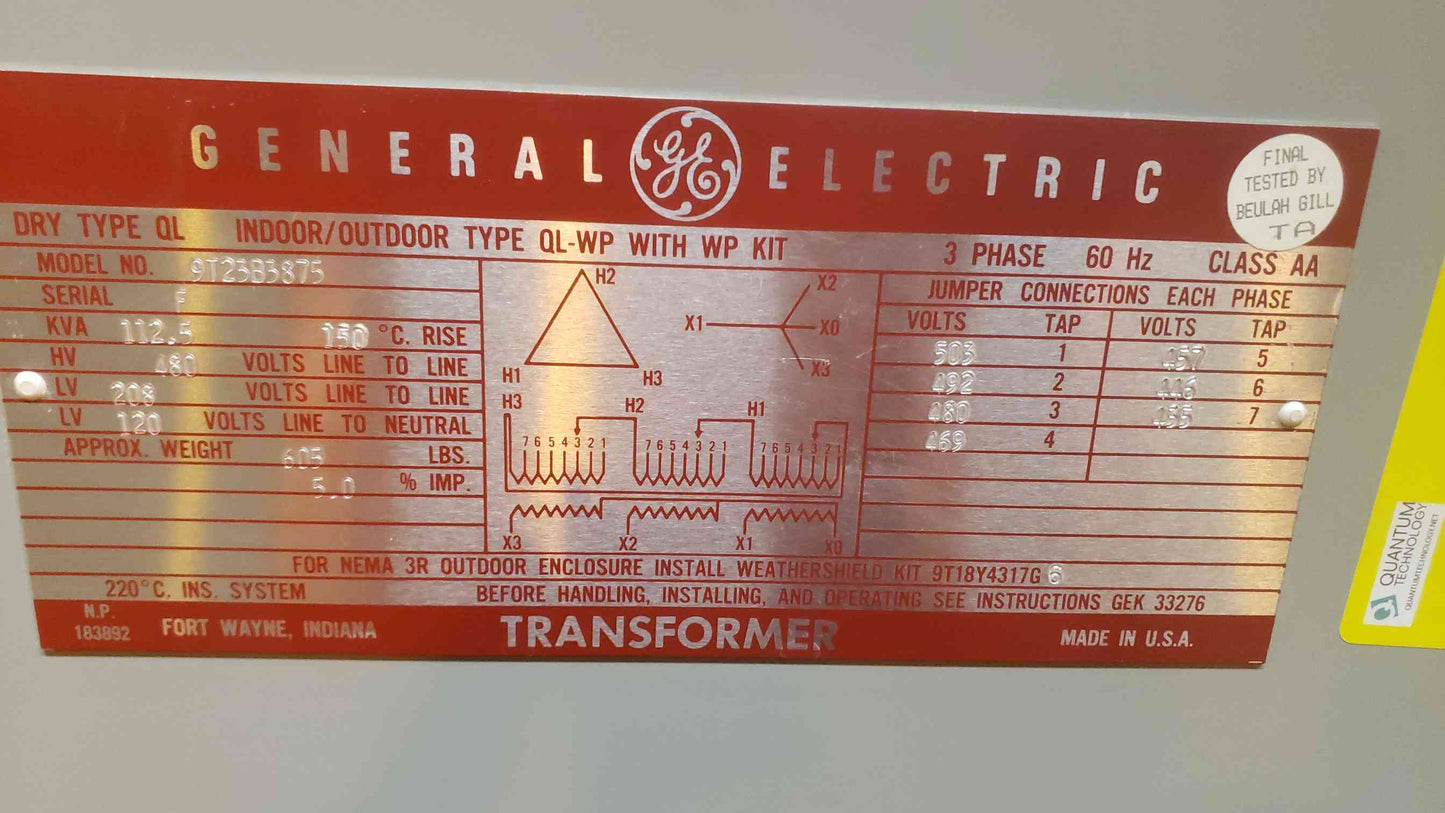 GENERAL GE ELECTRIC
FINAL
TESTED BY
BEULAH GILL
TA
DRY TYPE QL INDOOR/OUTDOOR TYPE QL-WP WITH WP KIT 3 PHASE 60 Hz CLASS AA
MODEL NO. 9T23B3875
SERIAL F
KVA 112.5 150 °C. RISE
HV 480 VOLTS LINE TO LINE
LV 208 VOLTS LINE TO LINE
LV 120 VOLTS LINE TO NEUTRAL
APPROX. WEIGHT 605 LBS.
5.0 % IMP.
H2
H1 H3
X2
X1 X0
X3
H3 H2 H1
7 6 5 4 3 2 1 7 6 5 4 3 2 1 7 6 5 4 3 2 1
X3 X2 X1 X0
JUMPER CONNECTIONS EACH PHASE
VOLTS TAP VOLTS TAP
503 1 457 5
492 2 446 6
480 3 435 7
469 4
FOR NEMA 3R OUTDOOR ENCLOSURE INSTALL WEATHERSHIELD KIT 9T18Y4317G 6
220°C. INS. SYSTEM BEFORE HANDLING, INSTALLING, AND OPERATING SEE INSTRUCTIONS GEK 33276
N.P.
183892 FORT WAYNE, INDIANA TRANSFORMER MADE IN U.S.A.
QUANTUM
TECHNOLOGY
QUANTUMTECHNOLOGY.NET